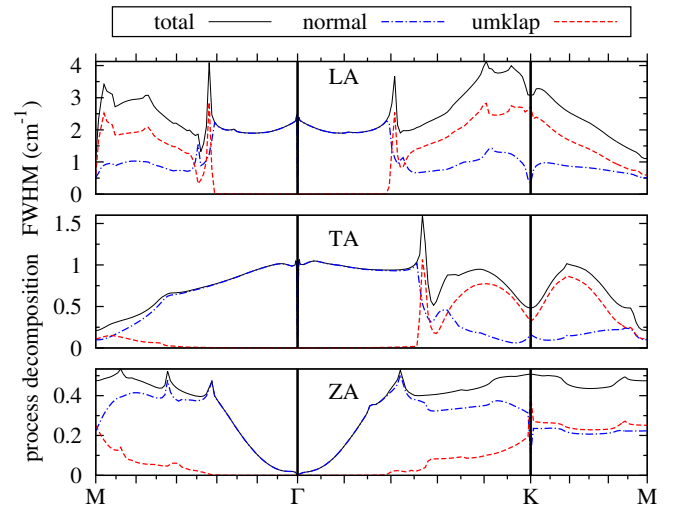 total normal umklap
LA
4
3
2
1
0
TA
1.5
1
0.5
0
ZA
0.4
0.2
0
process decomposition FWHM (cm⁻¹)
M Γ K M